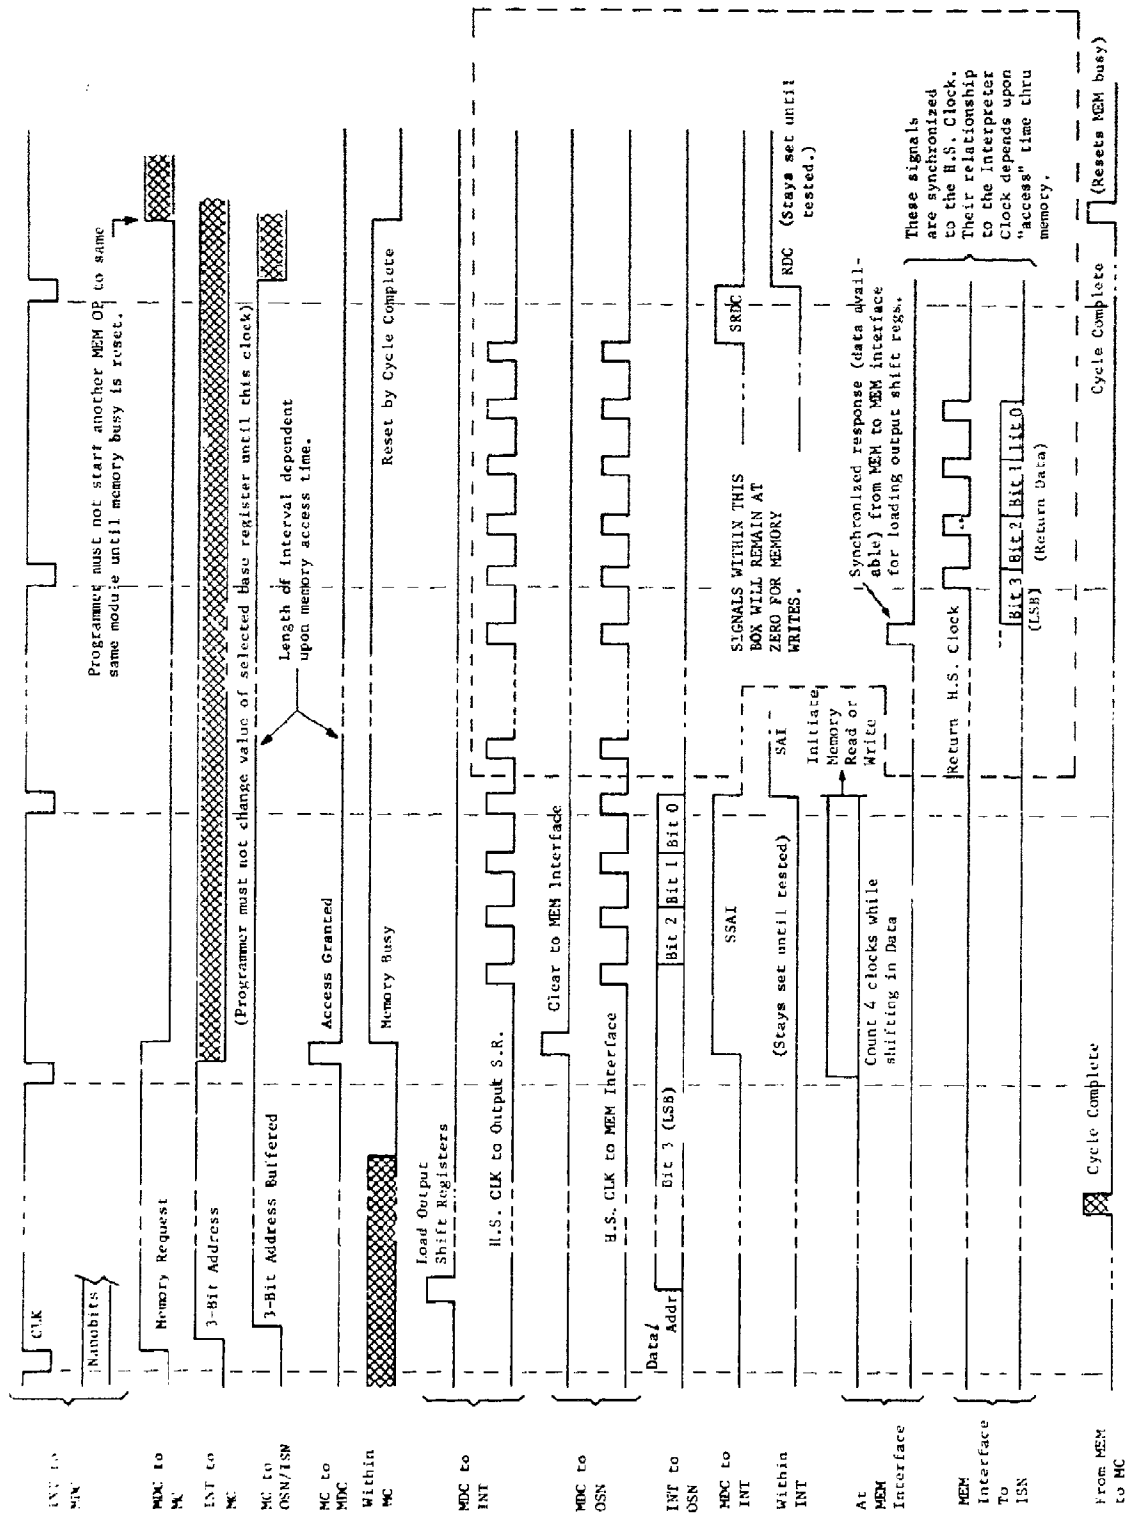 INT to
MDC
CLK
Nanobits
MDC to
MC
Memory Request
Programmer must not start another MEM OP to same
same module until memory busy is reset.
INT to
MC
3-Bit Address
(Programmer must not change value of selected base register until this clock)
MC to
OSN/ISN
3-Bit Address Buffered
Length of interval dependent
upon memory access time.
MC to
MDC
Access Granted
Within
MC
Memory Busy
Reset by Cycle Complete
MDC to
INT
Load Output
Shift Registers
H.S. CLK to Output S.R.
MDC to
OSN
Clear to MEM Interface
H.S. CLK to MEM Interface
INT to
OSN
Data/
Addr
Bit 3 (LSB)
Bit 2
Bit 1
Bit 0
MDC to
INT
SSAI
SRDC
Within
INT
(Stays set until tested)
SAI
RDC (Stays set until
tested.)
SIGNALS WITHIN THIS
BOX WILL REMAIN AT
ZERO FOR MEMORY
WRITES.
At
MEM
Interface
Count 4 clocks while
shifting in Data
Initiate
Memory
Read or
Write
Synchronized response (data avail-
able) from MEM to MEM interface
for loading output shift regs.
These signals
are synchronized
to the H.S. Clock.
Their relationship
to the Interpreter
Clock depends upon
"access" time thru
memory.
MEM
Interface
To
ISN
Return H.S. Clock
Bit 3
Bit 2
Bit 1
Bit 0
(LSB)
(Return Data)
From MEM
to MC
Cycle Complete
Cycle Complete
(Resets MEM busy)